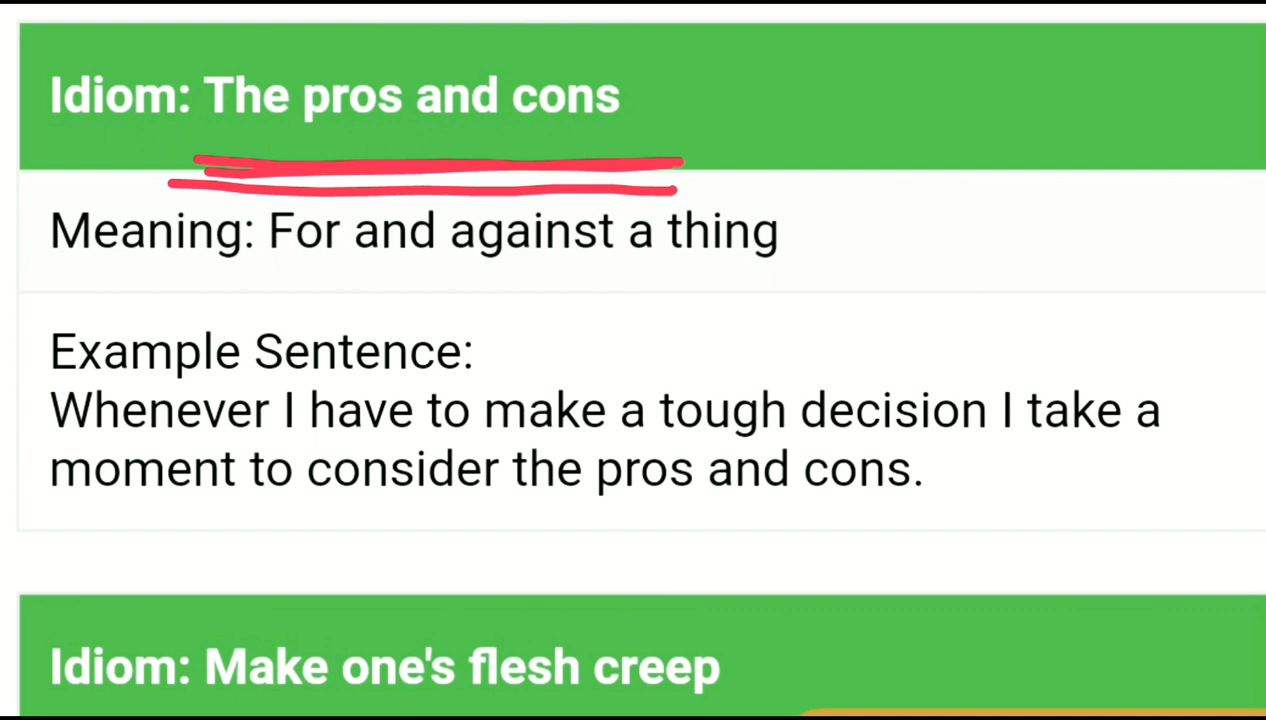 Idiom: The pros and cons
Meaning: For and against a thing
Example Sentence:
Whenever I have to make a tough decision I take a
moment to consider the pros and cons.
Idiom: Make one's flesh creep